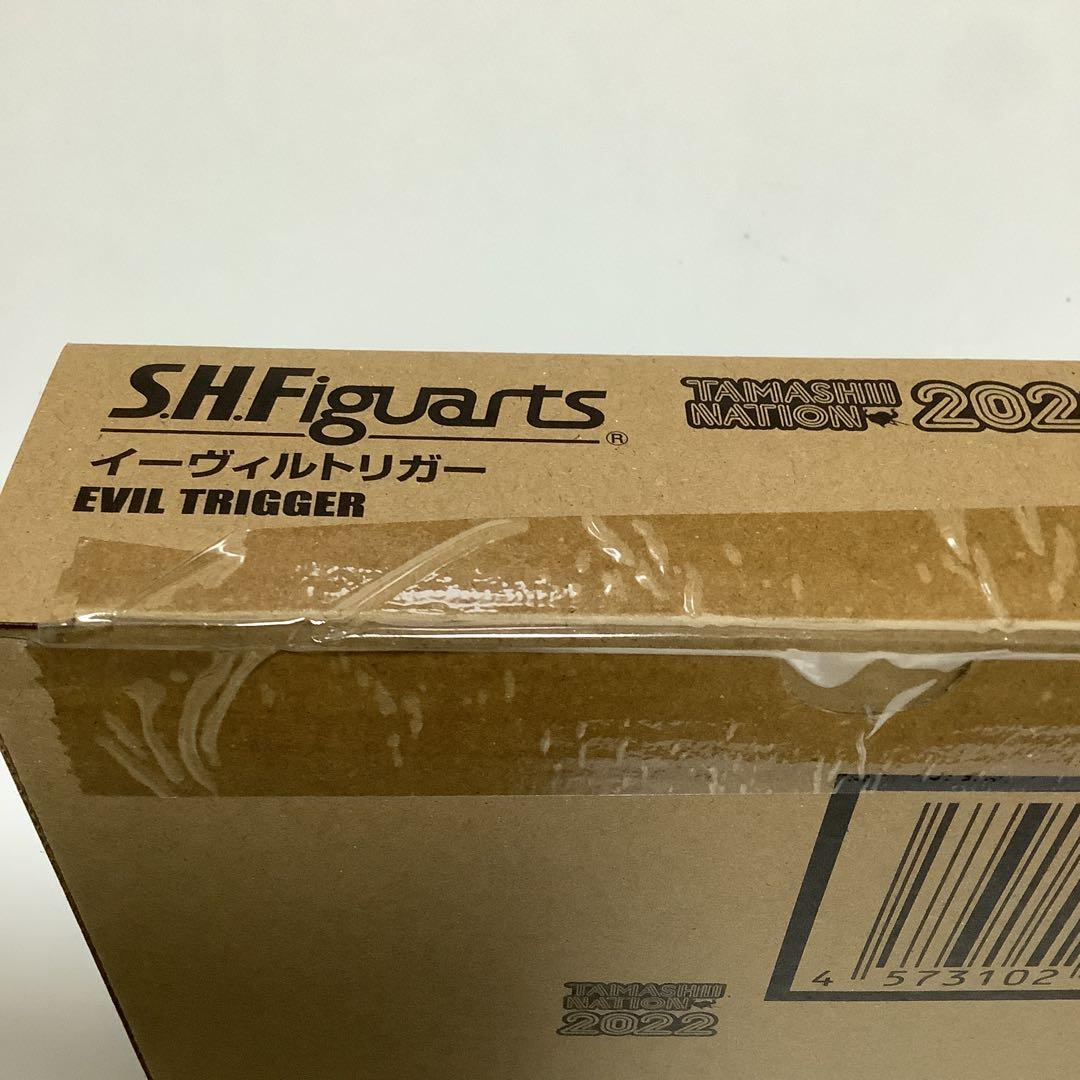 S.H.Figuarts®
イーヴィルトリガー
EVIL TRIGGER
TAMASHII
NATION 202
4 573102
TAMASHII
NATION
2022